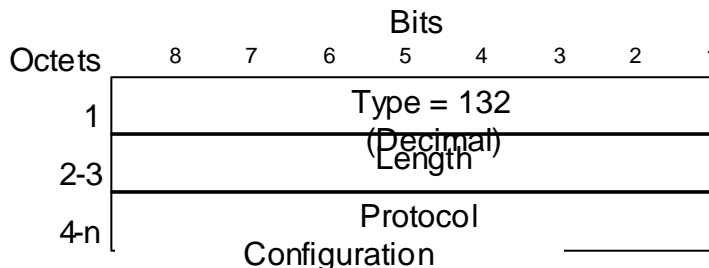 Bits
Octets 8 7 6 5 4 3 2 1
1 Type = 132
(Decimal)
2-3 Length
4-n Protocol
Configuration